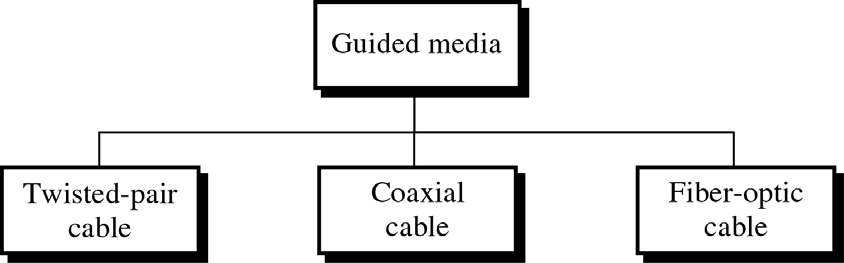 Guided media
Twisted-pair
cable
Coaxial
cable
Fiber-optic
cable